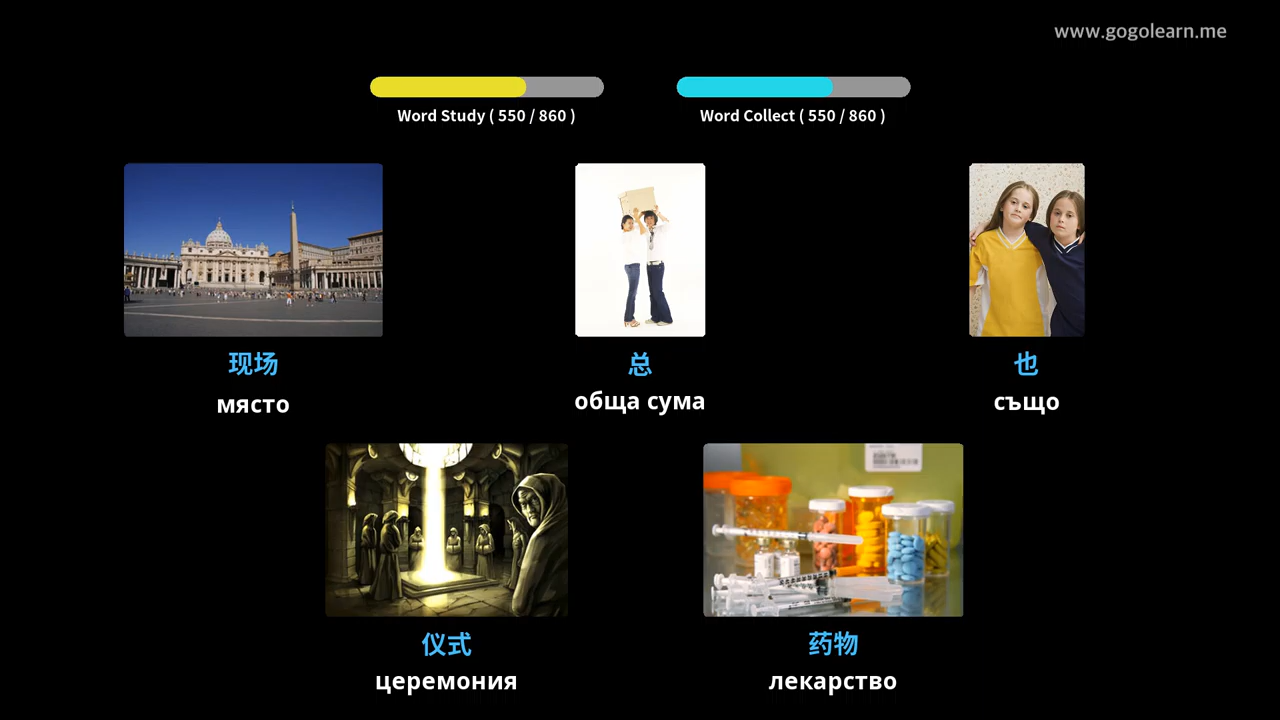 www.gogolearn.me
Word Study ( 550 / 860 )
Word Collect ( 550 / 860 )
现场
总
也
място
обща сума
също
仪式
药物
церемония
лекарство